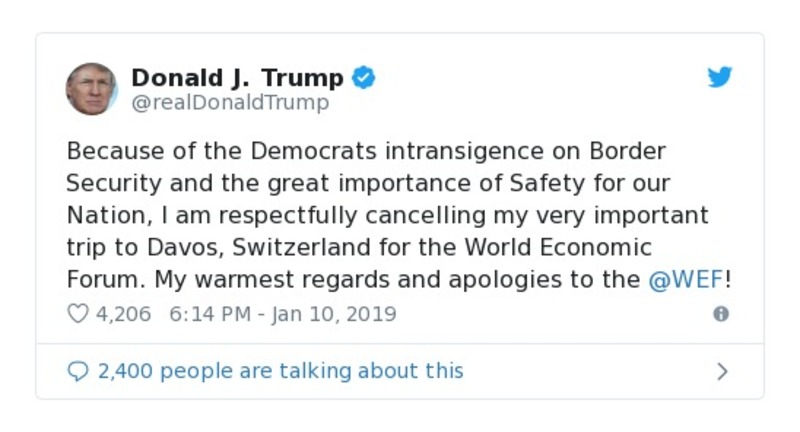 Donald J. Trump
@realDonaldTrump
Because of the Democrats intransigence on Border
Security and the great importance of Safety for our
Nation, I am respectfully cancelling my very important
trip to Davos, Switzerland for the World Economic
Forum. My warmest regards and apologies to the @WEF!
4,206 6:14 PM - Jan 10, 2019
2,400 people are talking about this